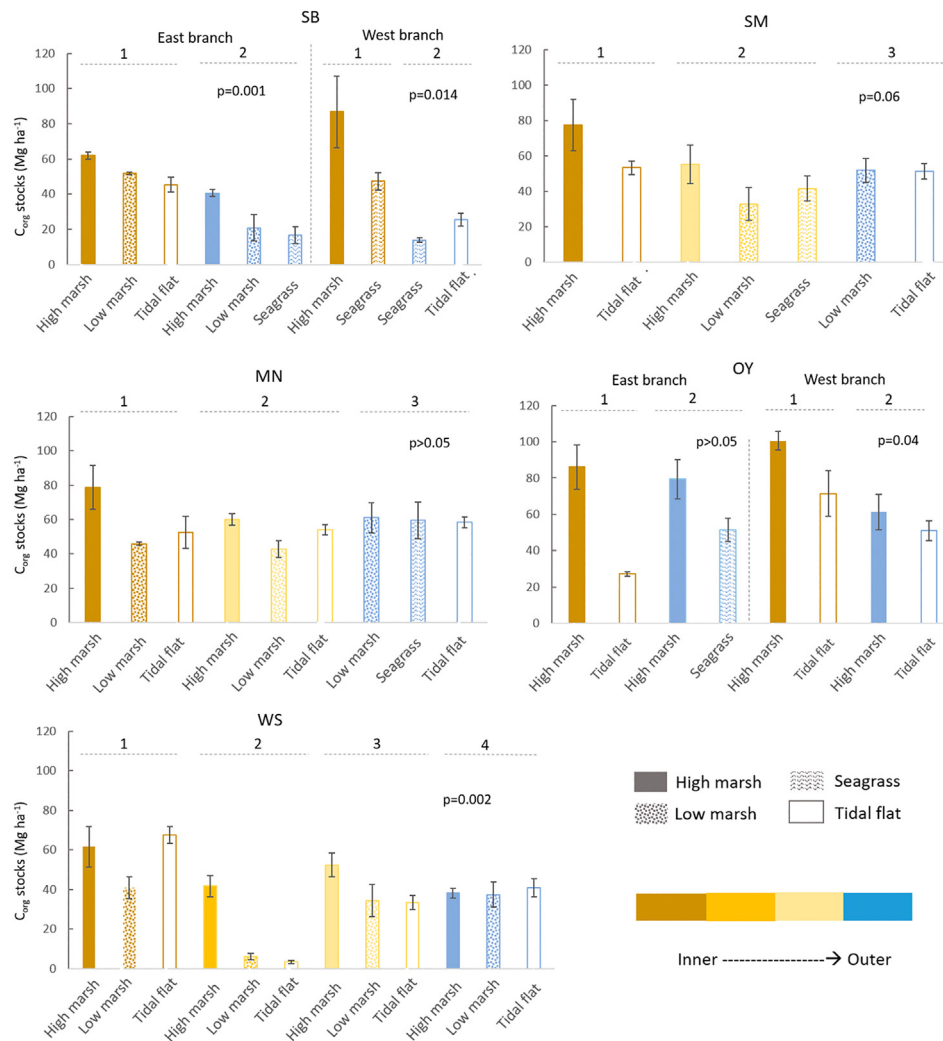 SB
East branch
West branch
1
2
1
2
p=0.001
p=0.014
C org stocks (Mg ha⁻¹)
120
100
80
60
40
20
0
High marsh
Low marsh
Tidal flat
High marsh
Low marsh
Seagrass
High marsh
Seagrass
Seagrass
Tidal flat
SM
1
2
3
p=0.06
120
100
80
60
40
20
0
High marsh
Tidal flat
High marsh
Low marsh
Seagrass
Low marsh
Tidal flat
MN
1
2
3
p>0.05
C org stocks (Mg ha⁻¹)
120
100
80
60
40
20
0
High marsh
Low marsh
Tidal flat
High marsh
Low marsh
Tidal flat
Low marsh
Seagrass
Tidal flat
OY
East branch
West branch
1
2
1
2
p>0.05
p=0.04
120
100
80
60
40
20
0
High marsh
Tidal flat
High marsh
Seagrass
High marsh
Tidal flat
High marsh
Tidal flat
WS
1
2
3
4
p=0.002
C org stocks (Mg ha⁻¹)
120
100
80
60
40
20
0
High marsh
Low marsh
Tidal flat
High marsh
Low marsh
Tidal flat
High marsh
Low marsh
Tidal flat
High marsh
Low marsh
Tidal flat
High marsh
Seagrass
Low marsh
Tidal flat
Inner --------------------→ Outer